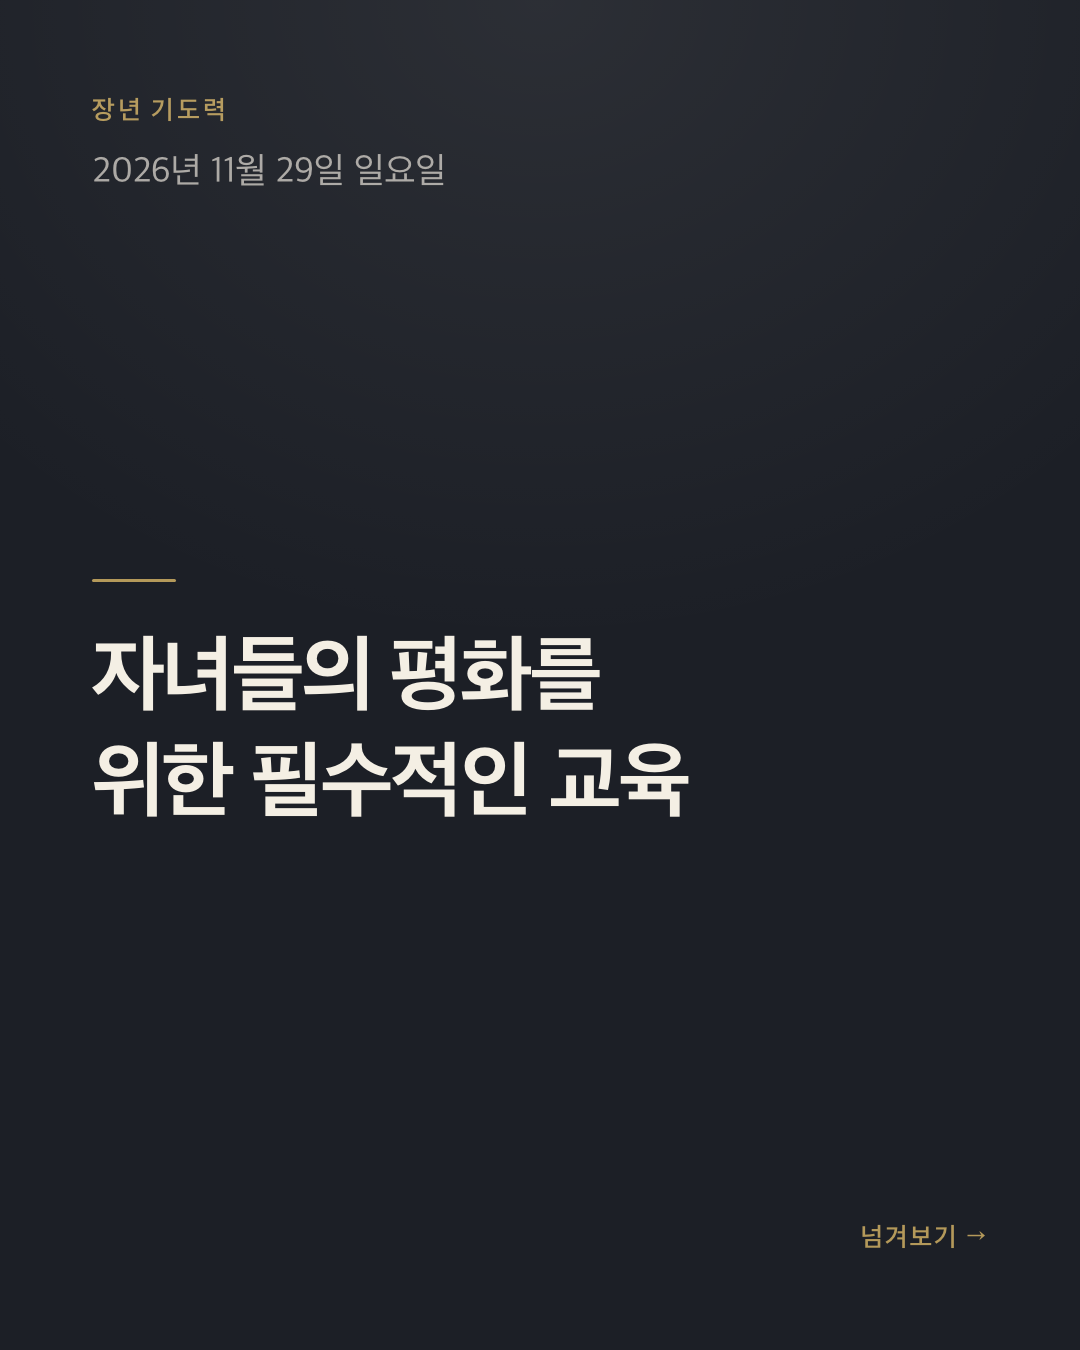 장년 기도력
2026년 11월 29일 일요일
자녀들의 평화를
위한 필수적인 교육
넘겨보기 →